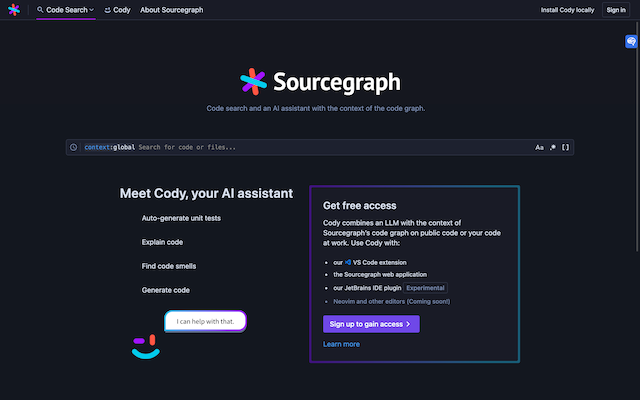 Code Search
Cody
About Sourcegraph
Install Cody locally
Sign in
Sourcegraph
Code search and an AI assistant with the context of the code graph.
context:global Search for code or files...
Aa .* []
Meet Cody, your AI assistant
Auto-generate unit tests
Explain code
Find code smells
Generate code
I can help with that.
Get free access
Cody combines an LLM with the context of
Sourcegraph's code graph on public code or your code
at work. Use Cody with:
• our VS Code extension
• the Sourcegraph web application
• our JetBrains IDE plugin Experimental
• Neovim and other editors (Coming soon!)
Sign up to gain access >
Learn more